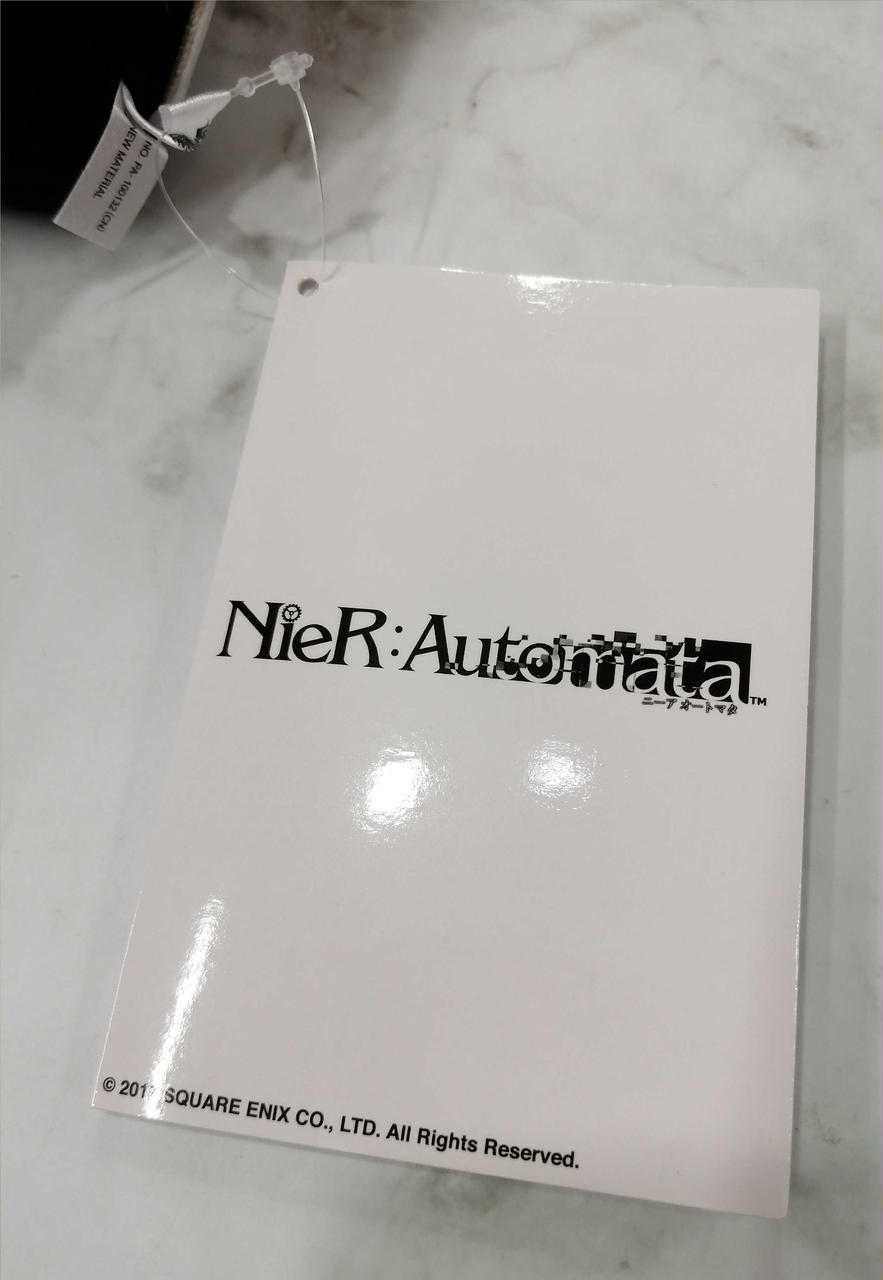 NO. PA-100132(CN)
NEW MATERIAL
NieR:Automata™
ニーア オートマタ
© SQUARE ENIX CO., LTD. All Rights Reserved.